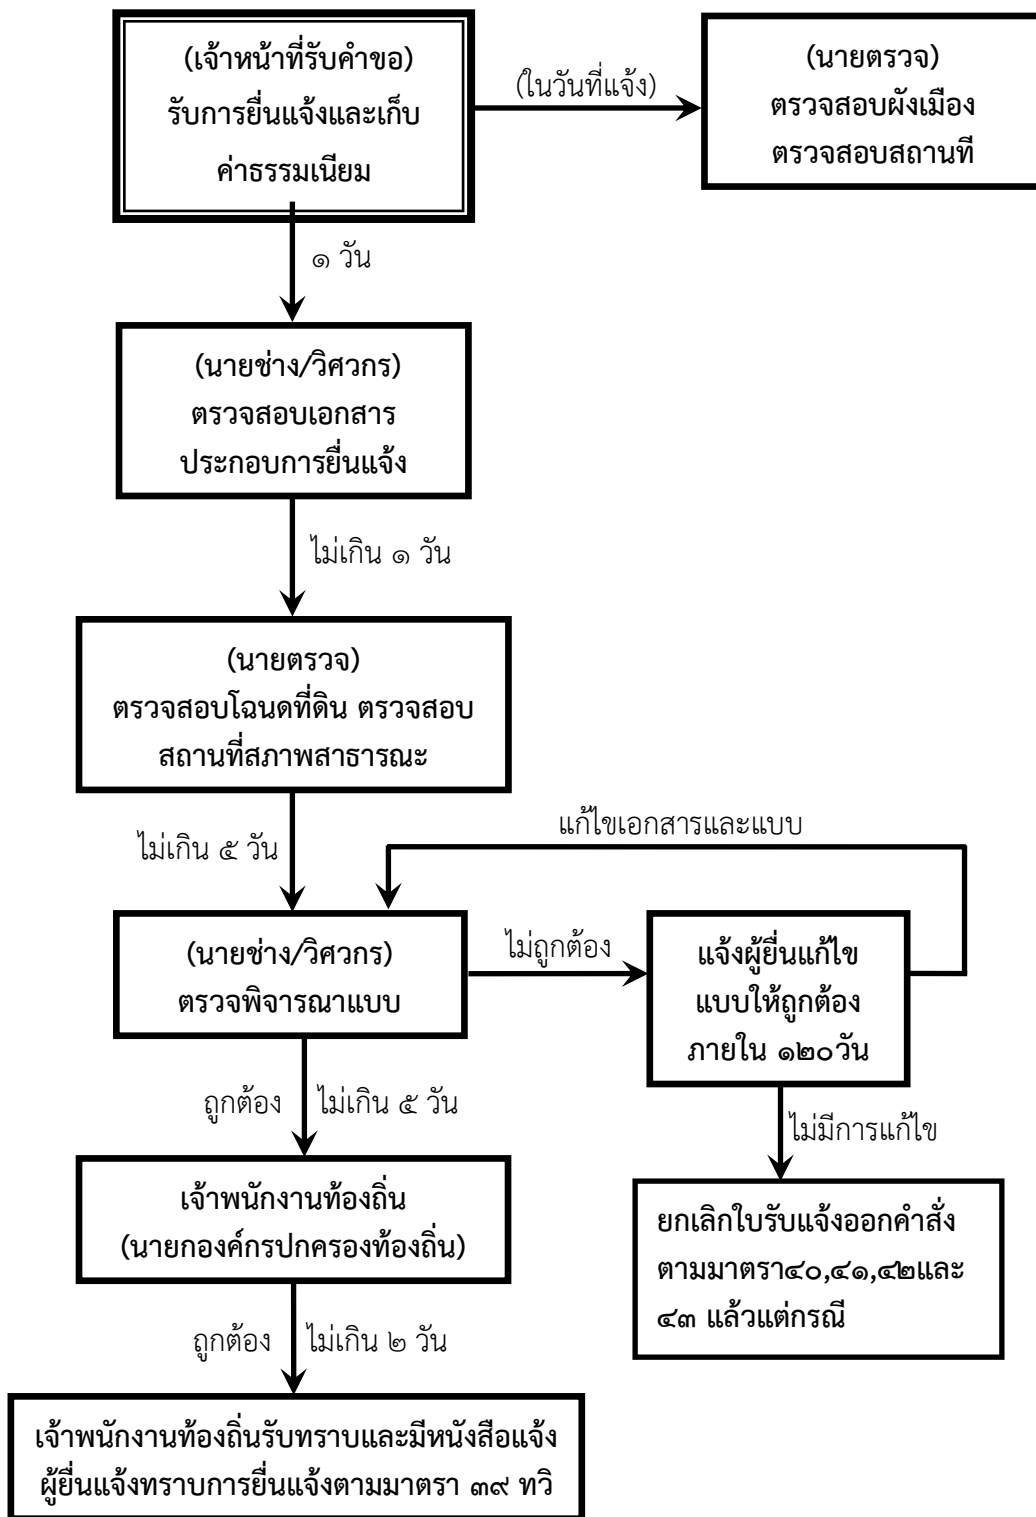 (เจ้าหน้าที่รับคำขอ)
รับการยื่นแจ้งและเก็บ
ค่าธรรมเนียม
(ในวันที่แจ้ง)
(นายตรวจ)
ตรวจสอบผังเมือง
ตรวจสอบสถานที
๑ วัน
(นายช่าง/วิศวกร)
ตรวจสอบเอกสาร
ประกอบการยื่นแจ้ง
ไม่เกิน ๑ วัน
(นายตรวจ)
ตรวจสอบโฉนดที่ดิน ตรวจสอบ
สถานที่สภาพสาธารณะ
ไม่เกิน ๕ วัน
แก้ไขเอกสารและแบบ
(นายช่าง/วิศวกร)
ตรวจพิจารณาแบบ
ไม่ถูกต้อง
แจ้งผู้ยื่นแก้ไข
แบบให้ถูกต้อง
ภายใน ๑๒๐วัน
ถูกต้อง ไม่เกิน ๕ วัน
ไม่มีการแก้ไข
เจ้าพนักงานท้องถิ่น
(นายกองค์กรปกครองท้องถิ่น)
ยกเลิกใบรับแจ้งออกคำสั่ง
ตามมาตรา๔๐,๔๑,๔๒และ
๔๓ แล้วแต่กรณี
ถูกต้อง ไม่เกิน ๒ วัน
เจ้าพนักงานท้องถิ่นรับทราบและมีหนังสือแจ้ง
ผู้ยื่นแจ้งทราบการยื่นแจ้งตามมาตรา ๓๙ ทวิ